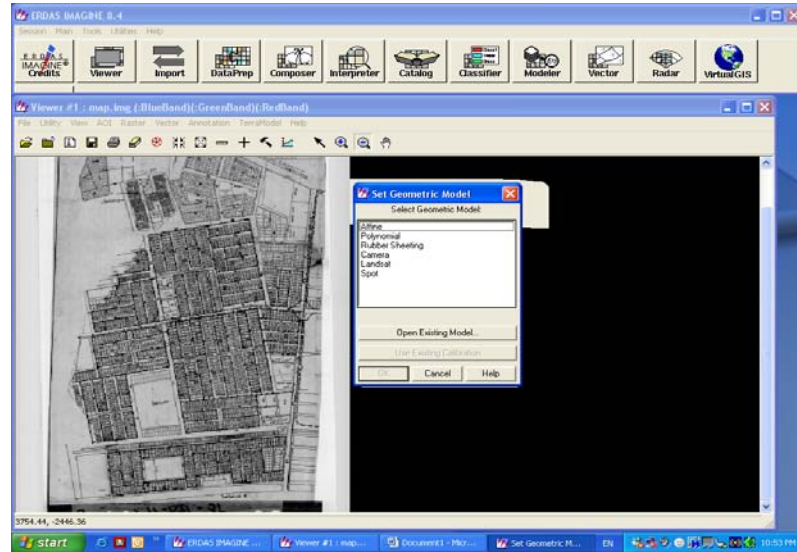 ERDAS IMAGINE 8.4
Session Main Tools Utilities Help
ERDAS IMAGINE® Credits
Viewer
Import
DataPrep
Composer
Interpreter
Catalog
Classifier
Modeler
Vector
Radar
VirtualGIS
Viewer #1 : map.img (:BlueBand)(:GreenBand)(:RedBand)
File Utility View AOI Raster Vector Annotation TerraModel Help
Set Geometric Model
Select Geometric Model:
Affine
Polynomial
Rubber Sheeting
Camera
Landsat
Spot
Open Existing Model...
Use Existing Calibration
OK
Cancel
Help
3754.44, -2446.36
start
ERDAS IMAGINE ...
Viewer #1 : map...
Document1 - Micr...
Set Geometric M...
EN
10:53 PM